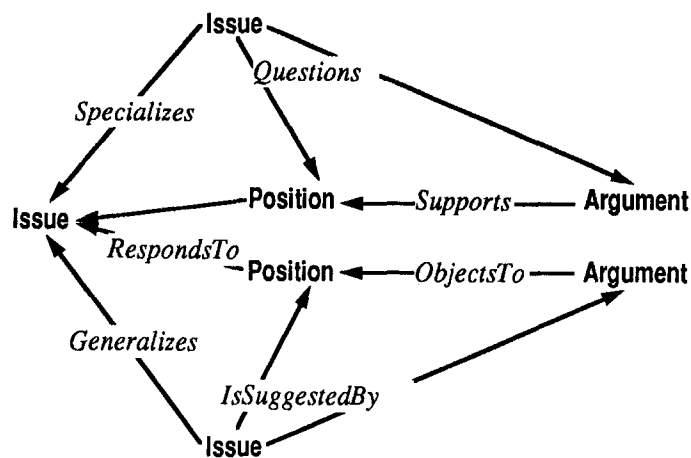 Issue
Questions
Specializes
Position Supports Argument
Issue
RespondsTo
Position ObjectsTo Argument
Generalizes
IsSuggestedBy
Issue